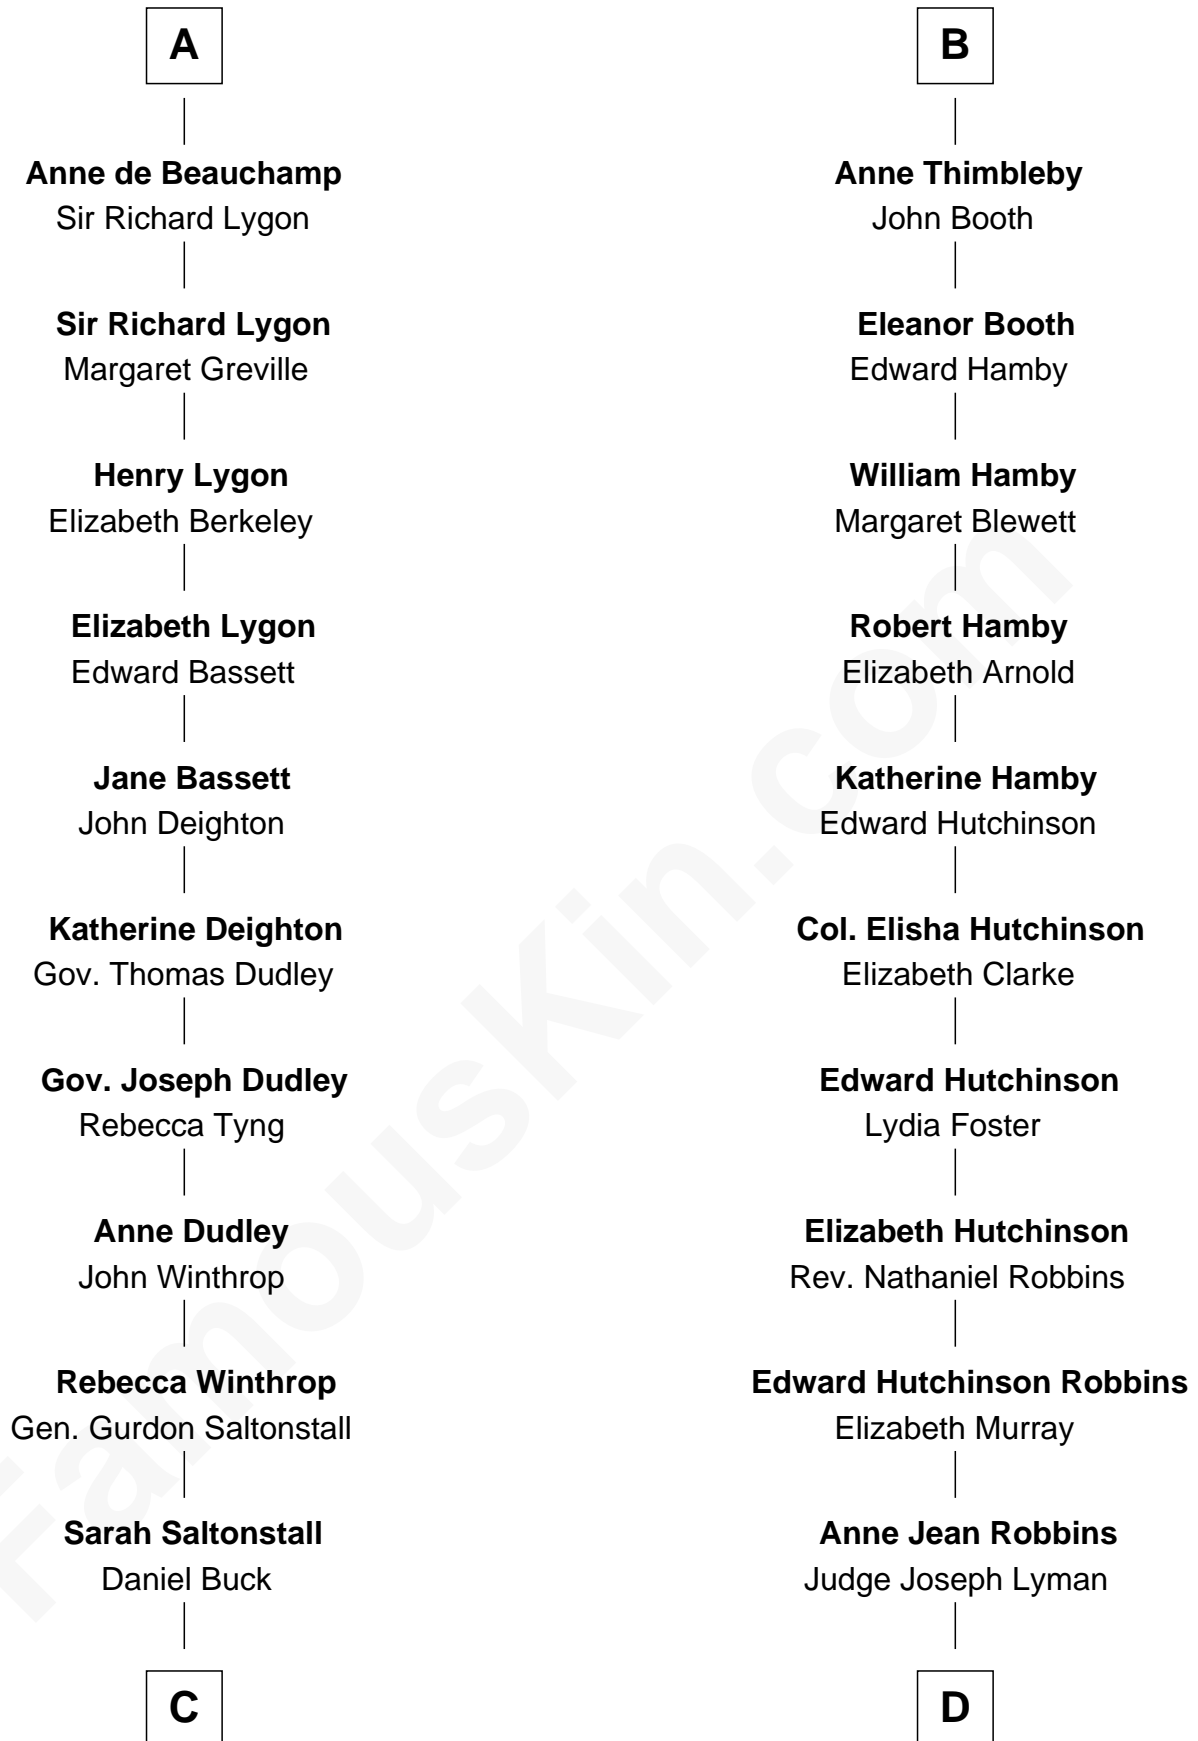 A
Anne de Beauchamp
Sir Richard Lygon
Sir Richard Lygon
Margaret Greville
Henry Lygon
Elizabeth Berkeley
Elizabeth Lygon
Edward Bassett
Jane Bassett
John Deighton
Katherine Deighton
Gov. Thomas Dudley
Gov. Joseph Dudley
Rebecca Tyng
Anne Dudley
John Winthrop
Rebecca Winthrop
Gen. Gurdon Saltonstall
Sarah Saltonstall
Daniel Buck
C
B
Anne Thimbleby
John Booth
Eleanor Booth
Edward Hamby
William Hamby
Margaret Blewett
Robert Hamby
Elizabeth Arnold
Katherine Hamby
Edward Hutchinson
Col. Elisha Hutchinson
Elizabeth Clarke
Edward Hutchinson
Lydia Foster
Elizabeth Hutchinson
Rev. Nathaniel Robbins
Edward Hutchinson Robbins
Elizabeth Murray
Anne Jean Robbins
Judge Joseph Lyman
D
FamousKin.com